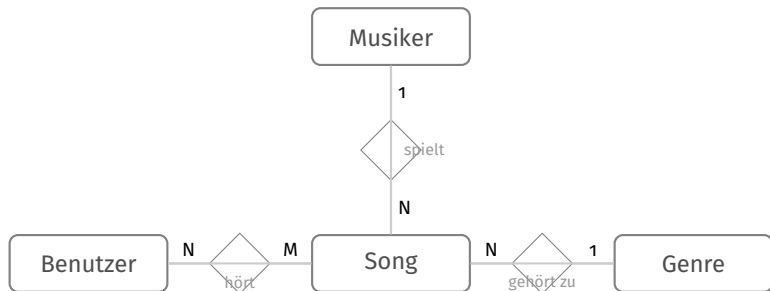 Musiker
1
spielt
N
Benutzer
N
hört
M
Song
N
gehört zu
1
Genre